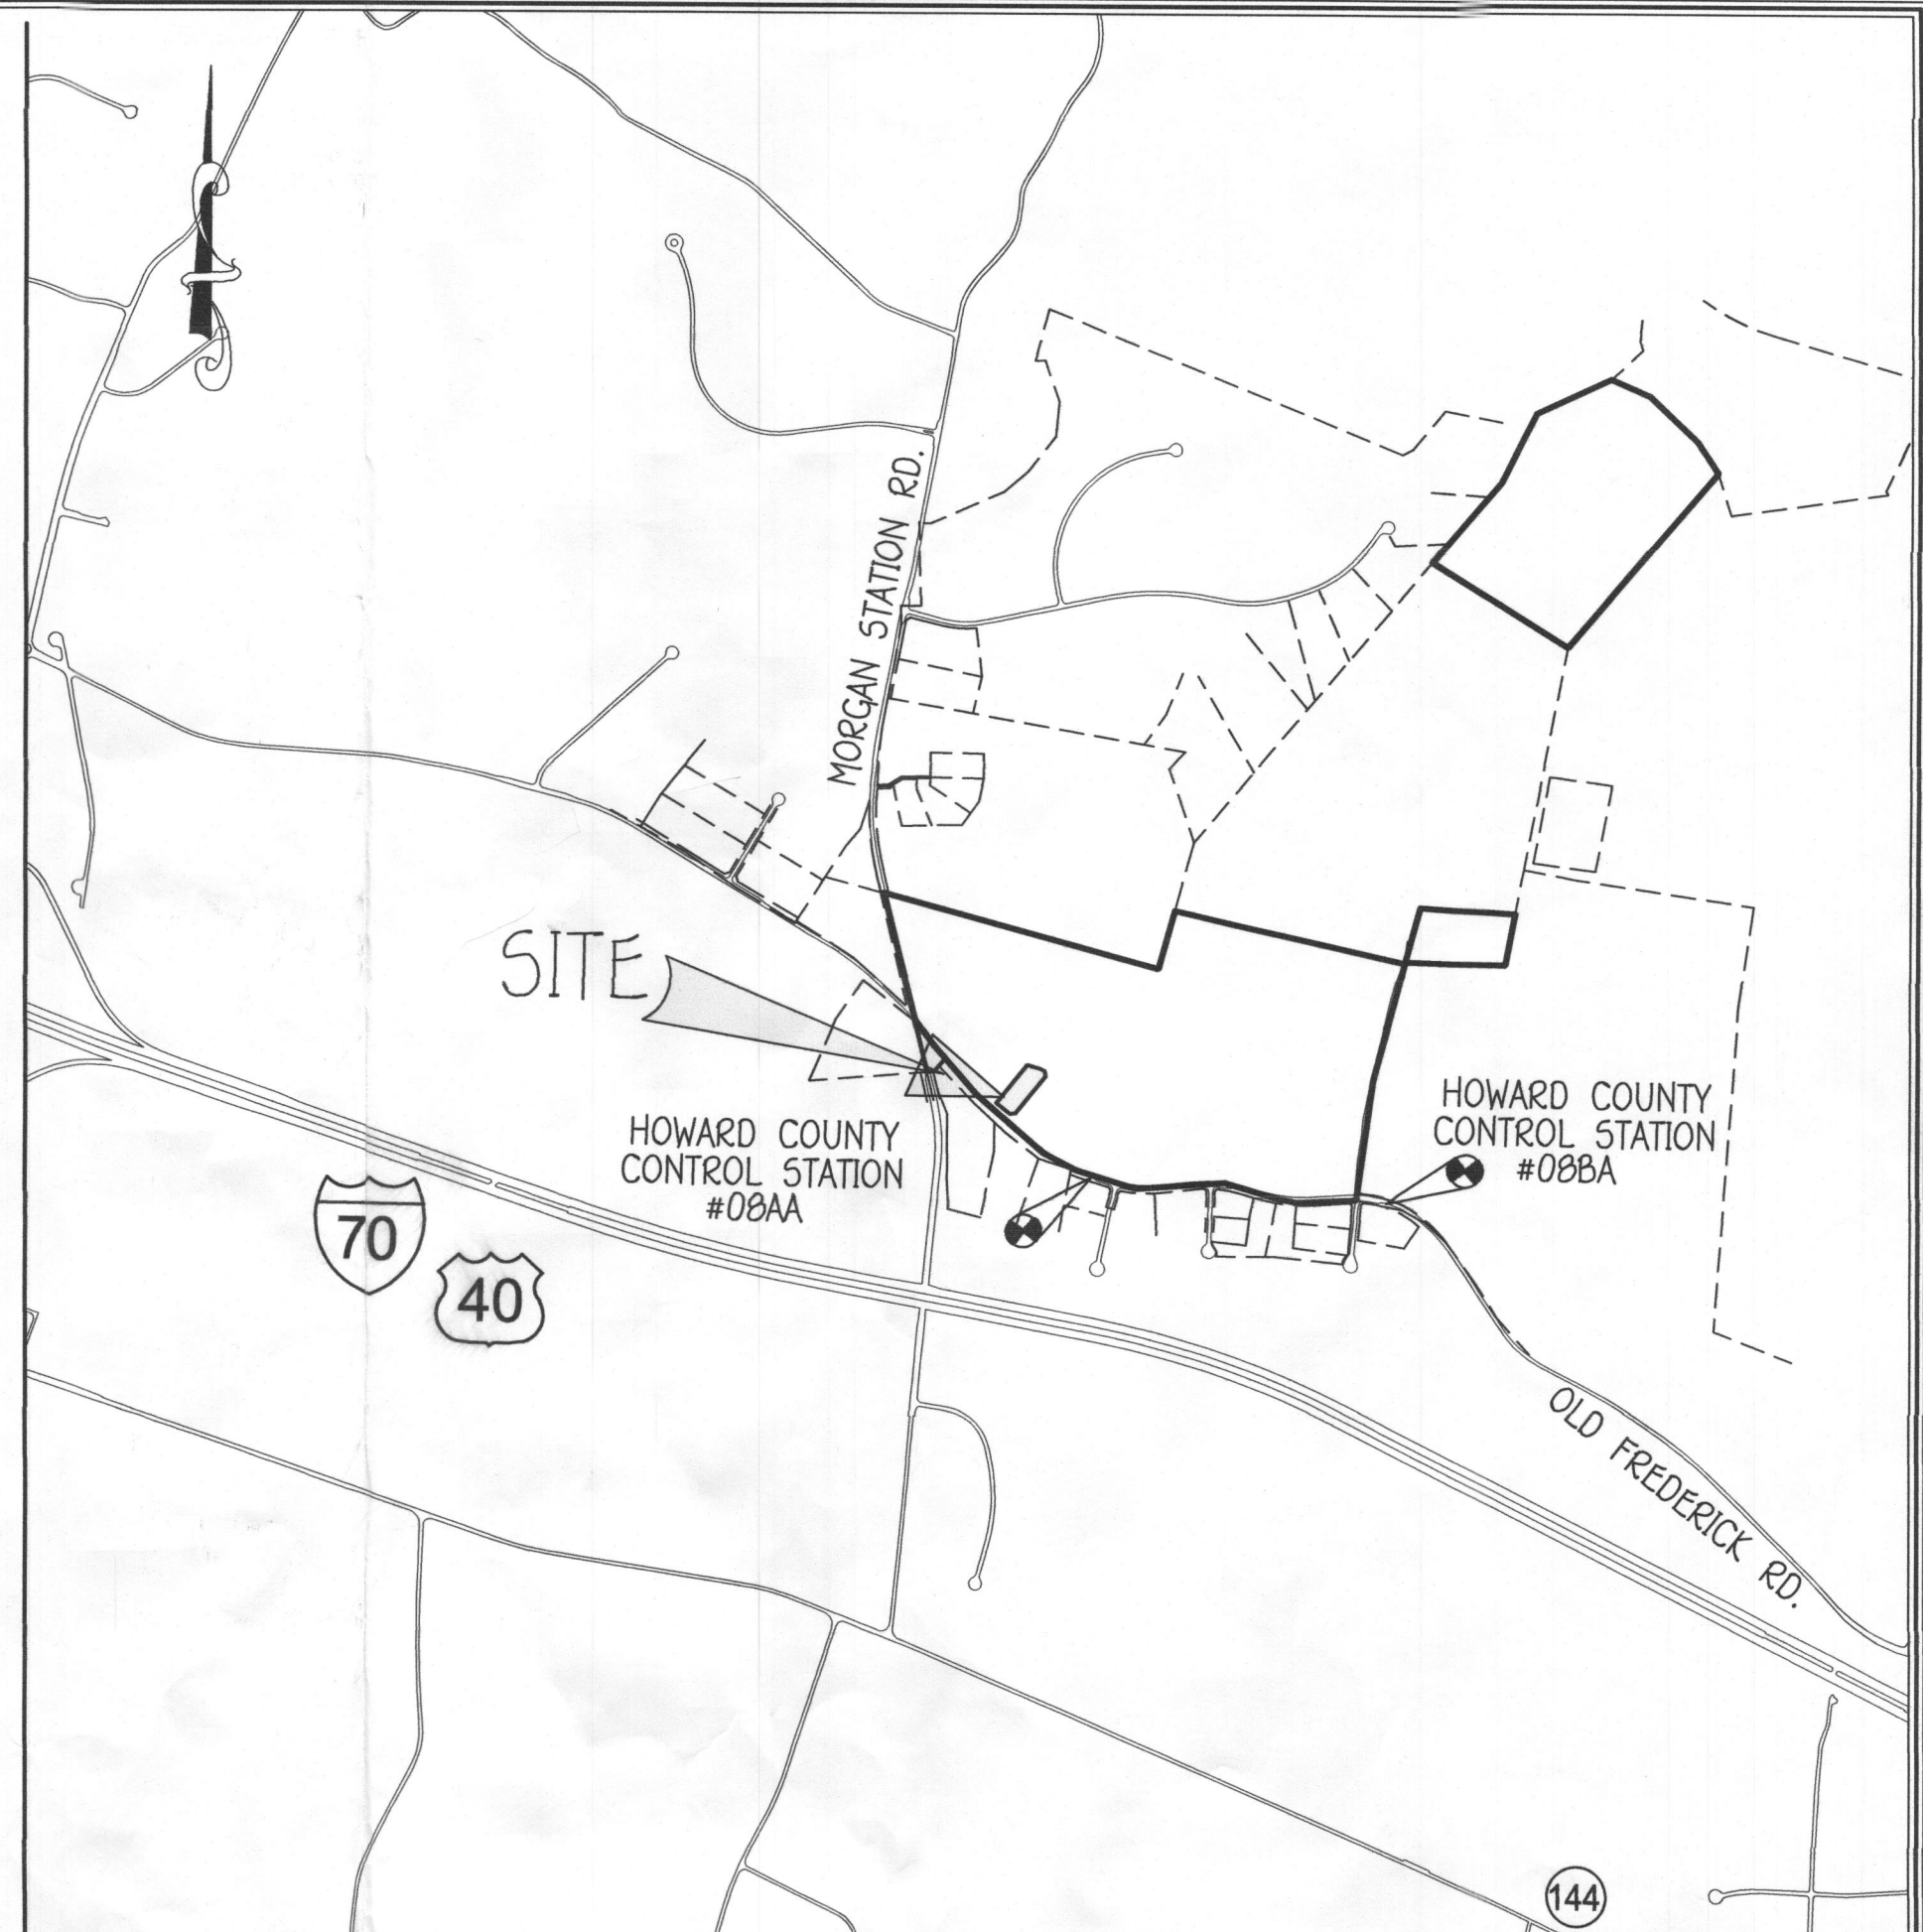 MORGAN STATION RD.
SITE
HOWARD COUNTY
CONTROL STATION
#08AA
HOWARD COUNTY
CONTROL STATION
#08BA
70
40
OLD FREDERICK RD.
144